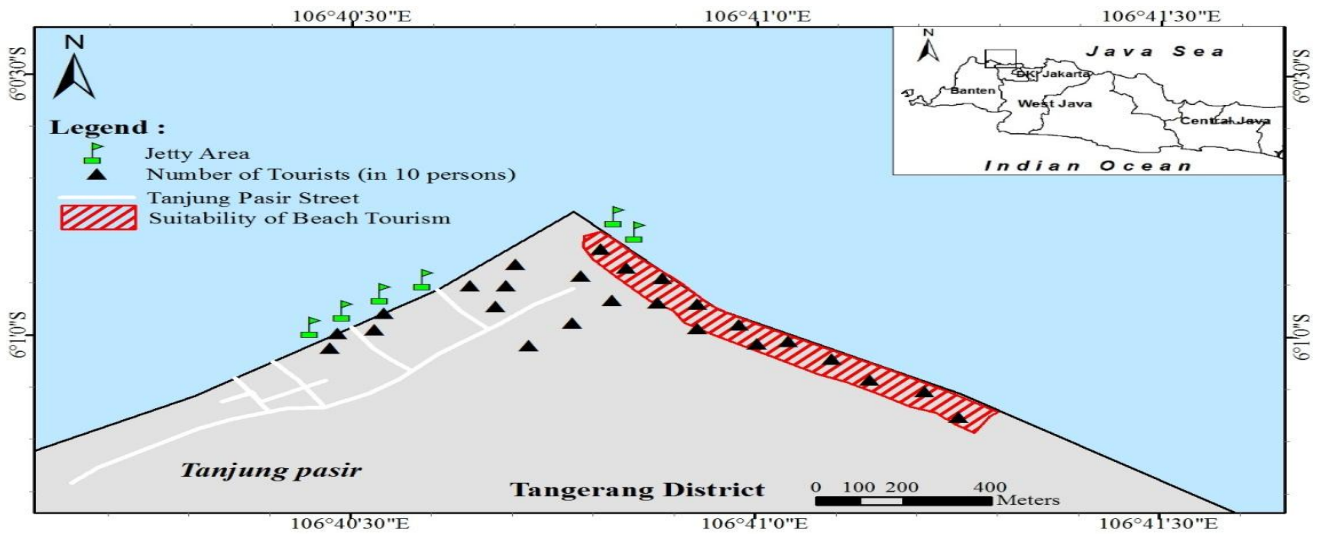 106°40'30"E
106°41'0"E
106°41'30"E
6°0'30"S
6°0'30"S
N
Legend :
Jetty Area
Number of Tourists (in 10 persons)
Tanjung Pasir Street
Suitability of Beach Tourism
N
Java Sea
DKI Jakarta
Banten
West Java
Central Java
Indian Ocean
6°1'0"S
6°1'0"S
Tanjung pasir
Tangerang District
0 100 200 400
Meters
106°40'30"E
106°41'0"E
106°41'30"E